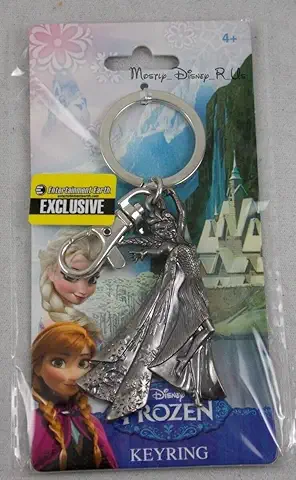 4+
Mostly_Disney_R_Us
Entertainment Earth
EXCLUSIVE
Disney
FROZEN
KEYRING